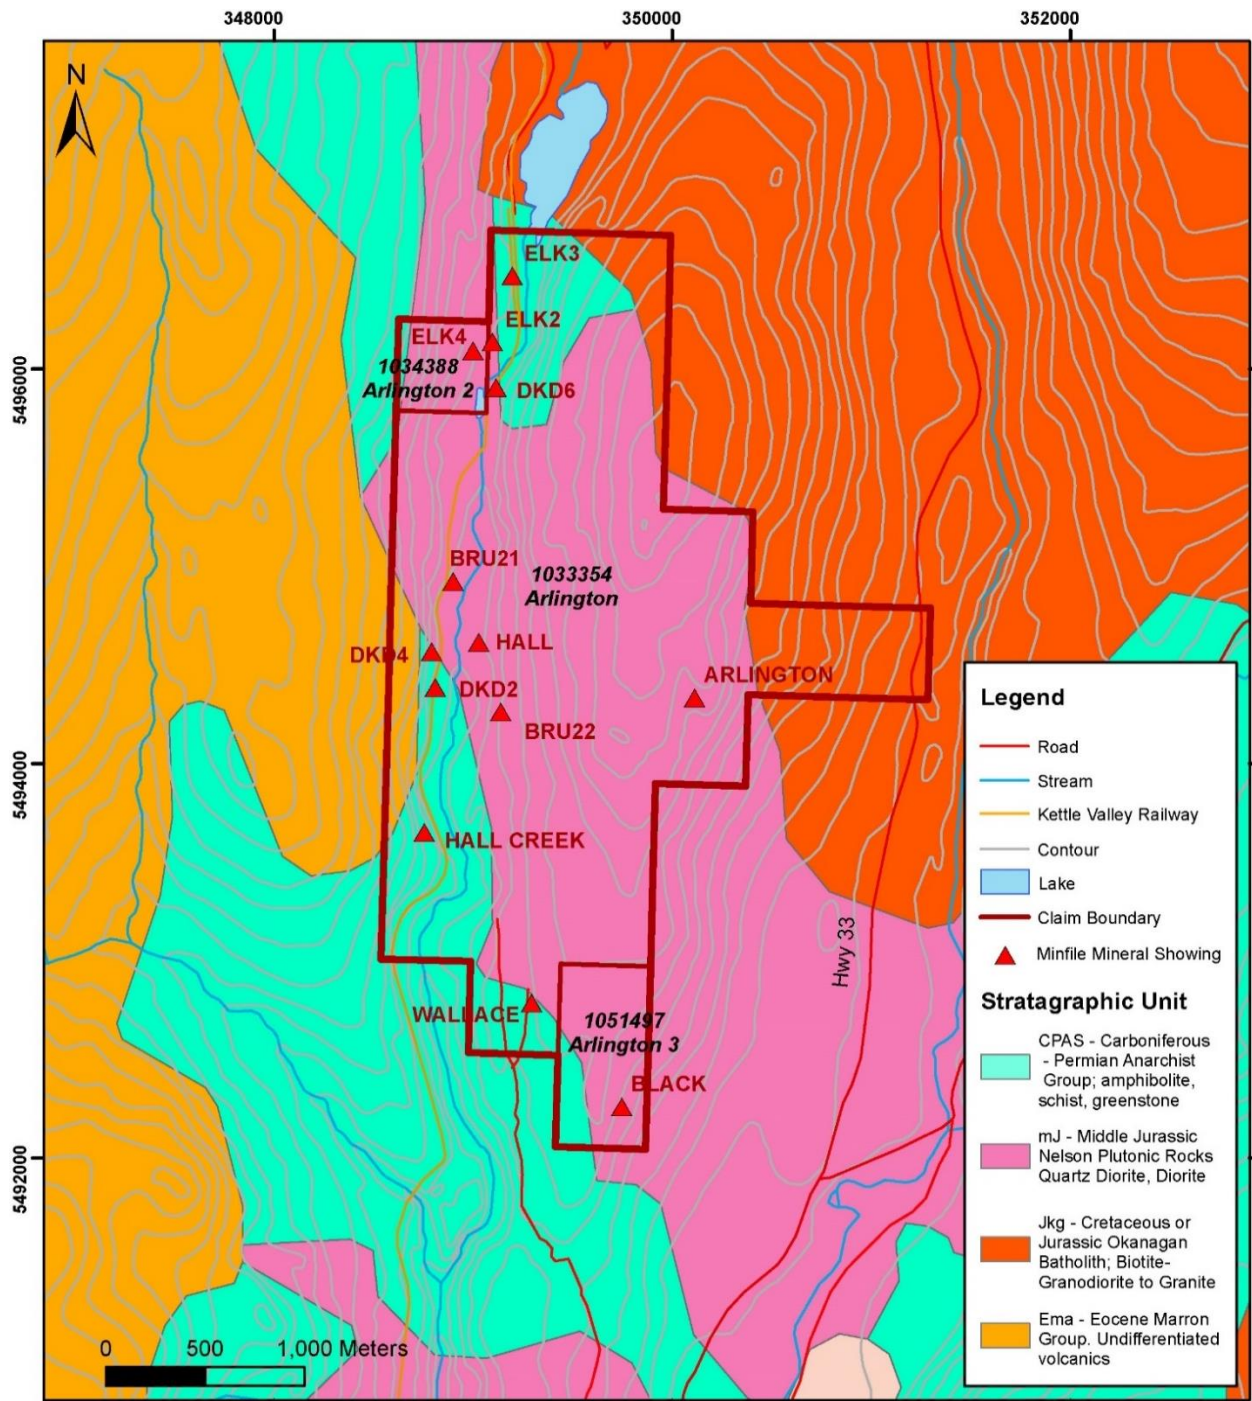 348000
350000
352000
N
ELK3
ELK2
ELK4
1034388
Arlington 2
DKD6
5496000
BRU21
1033354
Arlington
HALL
DKD4
ARLINGTON
DKD2
BRU22
5494000
HALL CREEK
Hwy 33
WALLACE
1051497
Arlington 3
BLACK
5492000
0 500 1,000 Meters
Legend
Road
Stream
Kettle Valley Railway
Contour
Lake
Claim Boundary
Minfile Mineral Showing
Stratagraphic Unit
CPAS - Carboniferous
- Permian Anarchist
Group; amphibolite,
schist, greenstone
mJ - Middle Jurassic
Nelson Plutonic Rocks
Quartz Diorite, Diorite
Jkg - Cretaceous or
Jurassic Okanagan
Batholith; Biotite-
Granodiorite to Granite
Ema - Eocene Marron
Group. Undifferentiated
volcanics